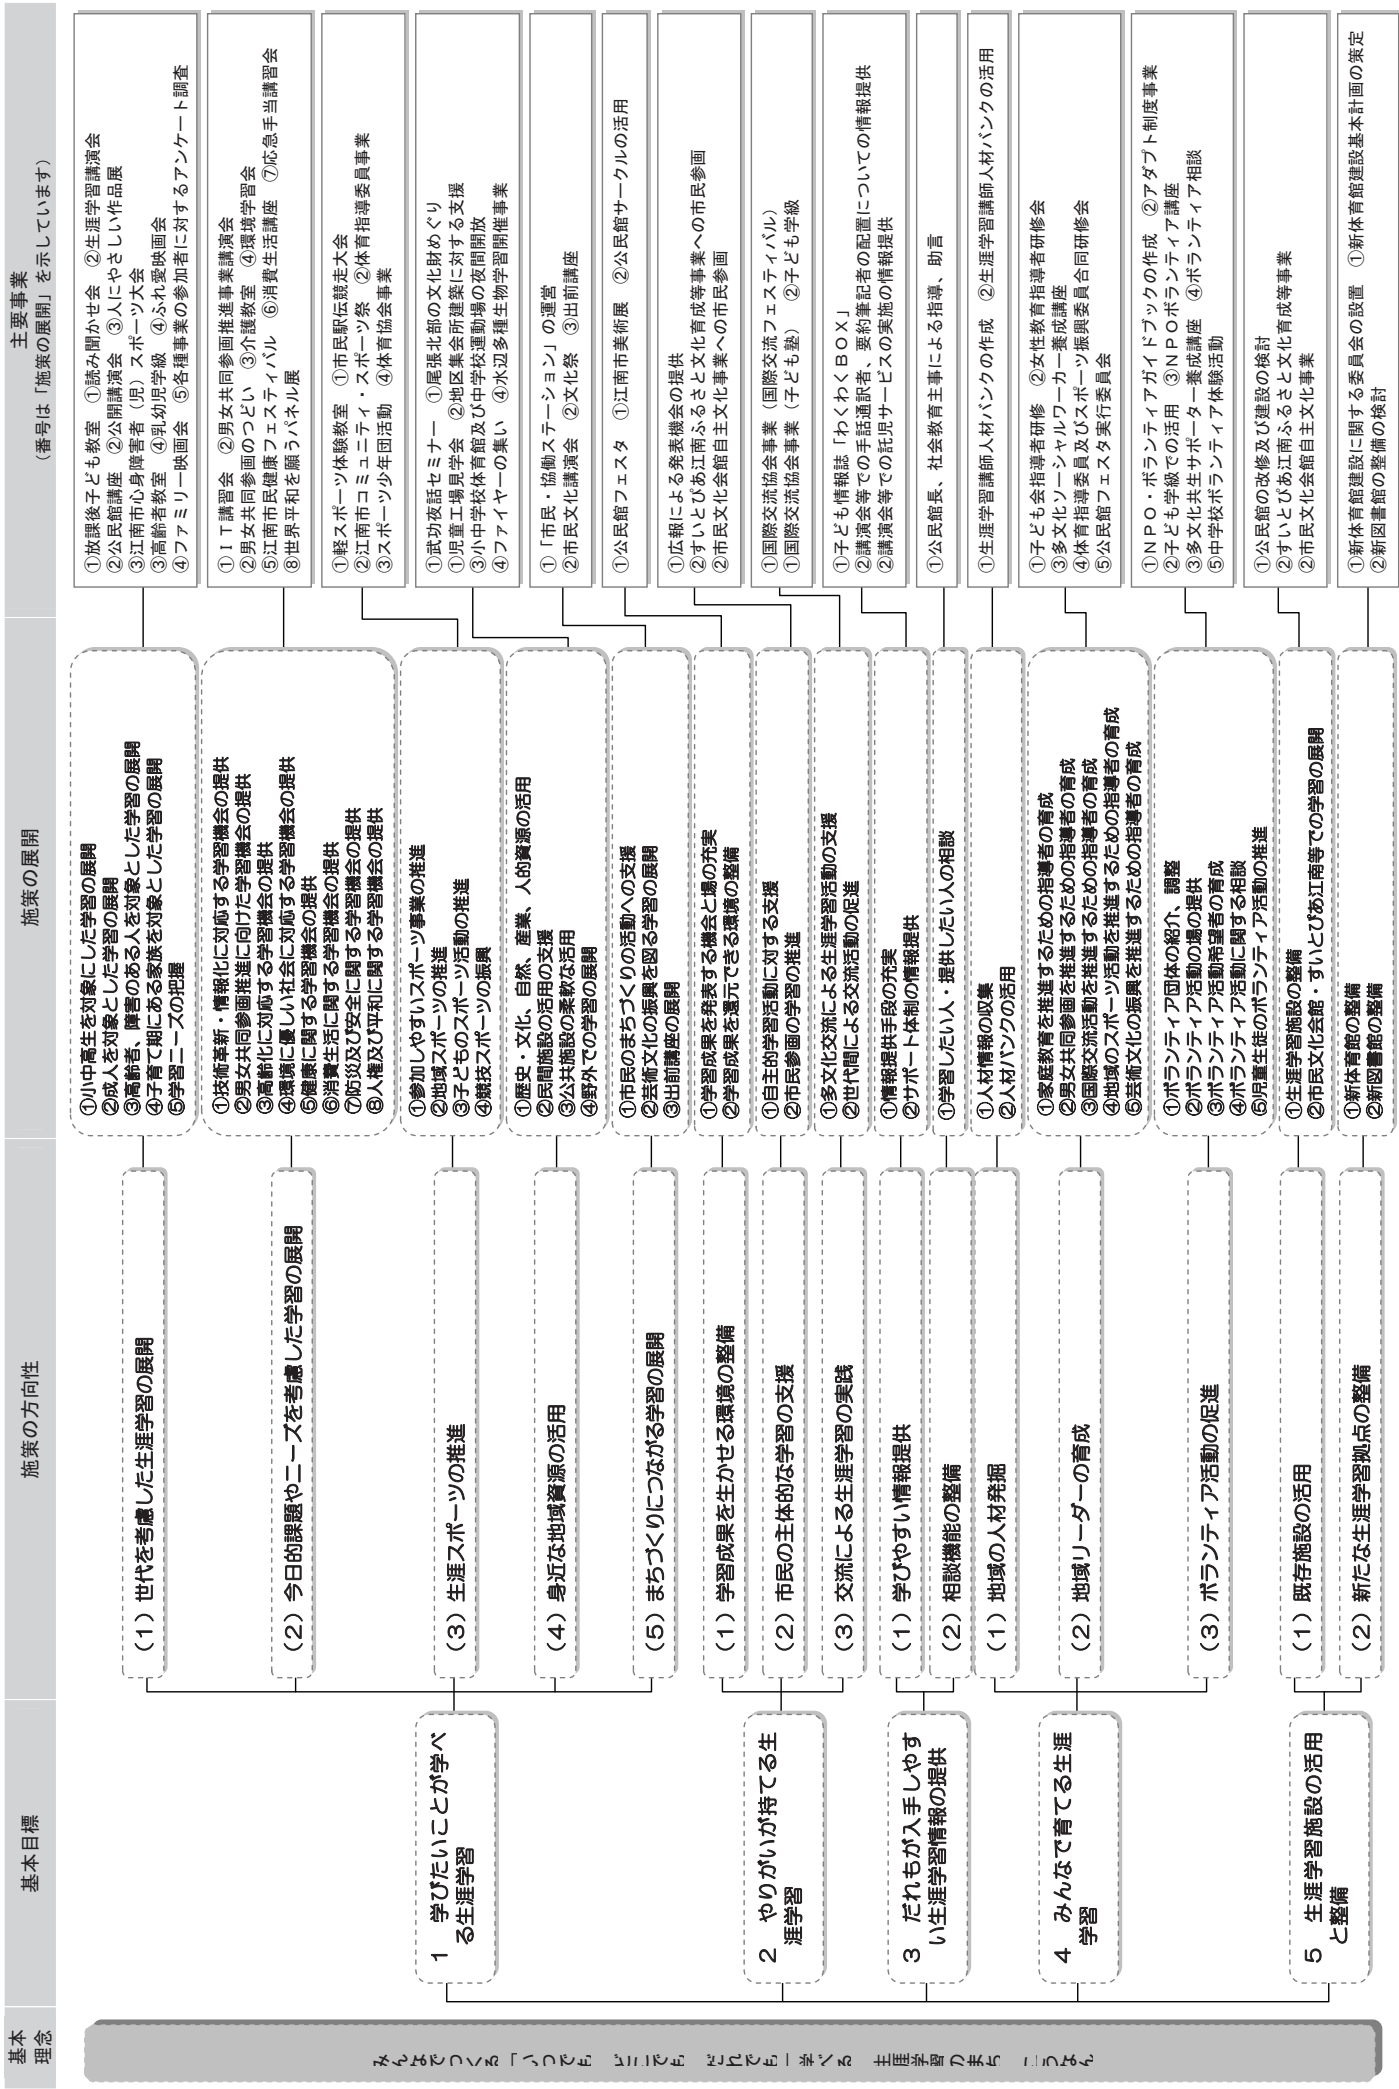 基本
理念
基本目標
施策の方向性
施策の展開
主要事業
（番号は「施策の展開」を示しています）
みんなでつくる「いつでも　どこでも　だれでも」学べる　生涯学習のまち　こうなん
1　学びたいことが学べ
る生涯学習
（1）世代を考慮した生涯学習の展開
①小中高生を対象にした学習の展開
②成人を対象とした学習の展開
③高齢者、障害のある人を対象とした学習の展開
④子育て期にある家族を対象とした学習の展開
⑤学習ニーズの把握
①放課後子ども教室　①読み聞かせ会　②生涯学習講演会
②公民館講座　②公開講演会　③人にやさしい作品展
③江南市心身障害者（児）スポーツ大会
③高齢者教室　④乳幼児学級　④ふれ愛映画会
④ファミリー映画会　⑤各種事業の参加者に対するアンケート調査
（2）今日的課題やニーズを考慮した学習の展開
①技術革新・情報化に対応する学習機会の提供
②男女共同参画推進に向けた学習機会の提供
③高齢化に対応する学習機会の提供
④環境に優しい社会に対応する学習機会の提供
⑤健康に関する学習機会の提供
⑥消費生活に関する学習機会の提供
⑦防災及び安全に関する学習機会の提供
⑧人権及び平和に関する学習機会の提供
①ＩＴ講習会　②男女共同参画推進事業講演会
②男女共同参画のつどい　③介護教室　④環境学習会
⑤江南市民健康フェスティバル　⑥消費生活講座　⑦応急手当講習会
⑧世界平和を願うパネル展
（3）生涯スポーツの推進
①参加しやすいスポーツ事業の推進
②地域スポーツの推進
③子どものスポーツ活動の推進
④競技スポーツの振興
①軽スポーツ体験教室　①市民駅伝競走大会
②江南市コミュニティ・スポーツ祭　②体育指導委員事業
③スポーツ少年団活動　④体育協会事業
（4）身近な地域資源の活用
①歴史・文化、自然、産業、人的資源の活用
②民間施設の活用の支援
③公共施設の柔軟な活用
④野外での学習の展開
①武功夜話セミナー　①尾張北部の文化財めぐり
①児童工場見学会　②地区集会所建築に対する支援
③小中学校体育館及び中学校運動場の夜間開放
④ファイヤーの集い　④水辺多種生物学習開催事業
（5）まちづくりにつながる学習の展開
①市民のまちづくりの活動への支援
②芸術文化の振興を図る学習の展開
③出前講座の展開
①「市民・協働ステーション」の運営
②市民文化講演会　②文化祭　③出前講座
2　やりがいが持てる生
涯学習
（1）学習成果を生かせる環境の整備
①学習成果を発表する機会と場の充実
②学習成果を還元できる環境の整備
①公民館フェスタ　①江南市美術展　②公民館サークルの活用
（2）市民の主体的な学習の支援
①自主的学習活動に対する支援
②市民参画の学習の推進
①広報による発表機会の提供
②すいとぴあ江南ふるさと文化育成等事業への市民参画
②市民文化会館自主文化事業への市民参画
（3）交流による生涯学習の実践
①多文化交流による生涯学習活動の支援
②世代間による交流活動の促進
①国際交流協会事業（国際交流フェスティバル）
①国際交流協会事業（子ども塾）　②子ども学級
3　だれもが入手しやす
い生涯学習情報の提供
（1）学びやすい情報提供
①情報提供手段の充実
②サポート体制の情報提供
①子ども情報誌「わくわくＢＯＸ」
②講演会等での手話通訳者、要約筆記者の配置についての情報提供
②講演会等での託児サービスの実施の情報提供
（2）相談機能の整備
①学習したい人・提供したい人の相談
①公民館長、社会教育主事による指導、助言
4　みんなで育てる生涯
学習
（1）地域の人材発掘
①人材情報の収集
②人材バンクの活用
①生涯学習講師人材バンクの作成　②生涯学習講師人材バンクの活用
（2）地域リーダーの育成
①家庭教育を推進するための指導者の育成
②男女共同参画を推進するための指導者の育成
③国際交流活動を推進するための指導者の育成
④地域のスポーツ活動を推進するための指導者の育成
⑤芸術文化の振興を推進するための指導者の育成
①子ども会指導者研修　②女性教育指導者研修会
③多文化ソーシャルワーカー養成講座
④体育指導委員及びスポーツ振興委員合同研修会
⑤公民館フェスタ実行委員会
（3）ボランティア活動の促進
①ボランティア団体の紹介、調整
②ボランティア活動の場の提供
③ボランティア活動希望者の育成
④ボランティア活動に関する相談
⑤児童生徒のボランティア活動の推進
①ＮＰＯ・ボランティアガイドブックの作成　②アダプト制度事業
②子ども学級での活用　③ＮＰＯボランティア講座
③多文化共生サポーター養成講座　④ボランティア相談
⑤中学校ボランティア体験活動
5　生涯学習施設の活用
と整備
（1）既存施設の活用
①生涯学習施設の整備
②市民文化会館・すいとぴあ江南等での学習の展開
①公民館の改修及び建設の検討
②すいとぴあ江南ふるさと文化育成等事業
②市民文化会館自主文化事業
（2）新たな生涯学習拠点の整備
①新体育館の整備
②新図書館の整備
①新体育館建設に関する委員会の設置　①新体育館建設基本計画の策定
②新図書館の整備の検討